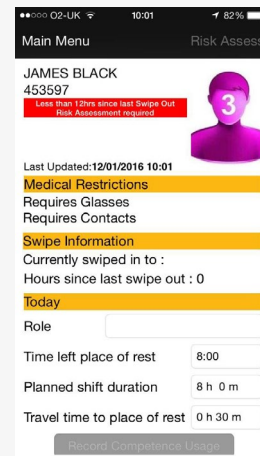 ●●○○○ O2-UK 10:01 82%
Main Menu Risk Assess
JAMES BLACK
453597
Less than 12hrs since last Swipe Out
Risk Assessment required
3
Last Updated:12/01/2016 10:01
Medical Restrictions
Requires Glasses
Requires Contacts
Swipe Information
Currently swiped in to :
Hours since last swipe out : 0
Today
Role
Time left place of rest 8:00
Planned shift duration 8 h 0 m
Travel time to place of rest 0 h 30 m
Record Competence Usage